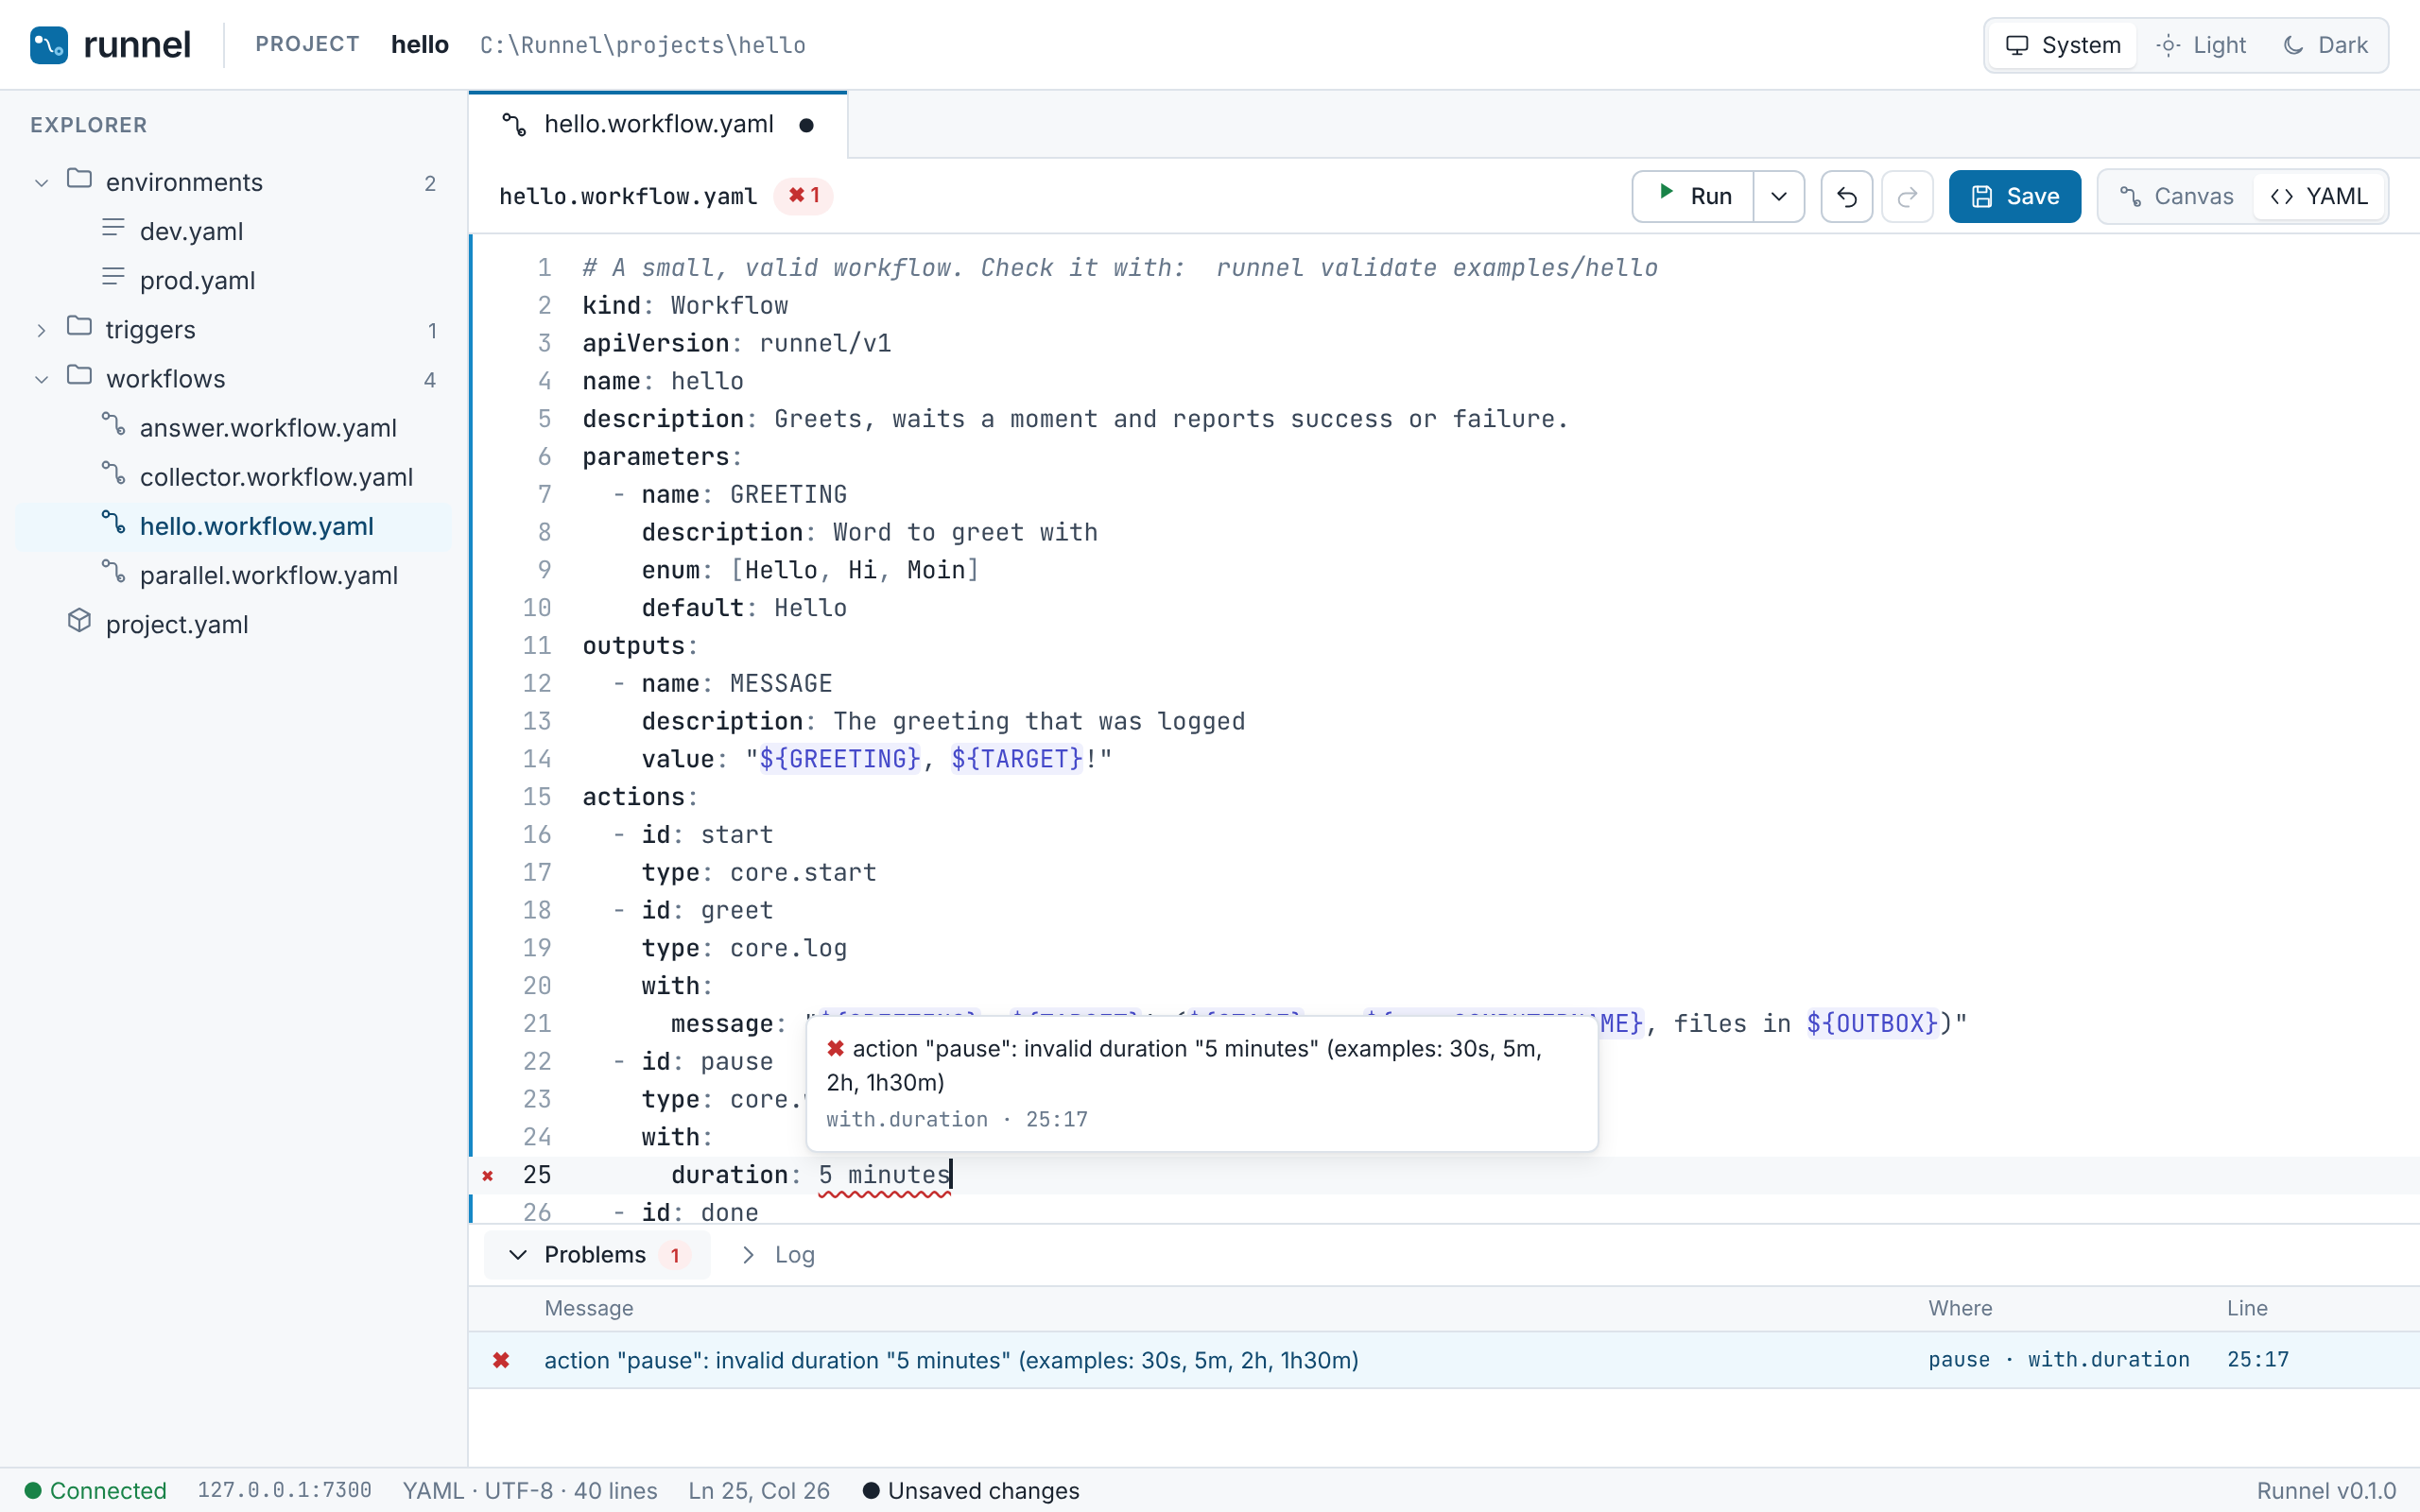 runnel PROJECT hello C:\Runnel\projects\hello System Light Dark
EXPLORER
environments 2
dev.yaml
prod.yaml
triggers 1
workflows 4
answer.workflow.yaml
collector.workflow.yaml
hello.workflow.yaml
parallel.workflow.yaml
project.yaml
hello.workflow.yaml ●
hello.workflow.yaml ✖ 1 Run Save Canvas <> YAML
1 # A small, valid workflow. Check it with:  runnel validate examples/hello
2 kind: Workflow
3 apiVersion: runnel/v1
4 name: hello
5 description: Greets, waits a moment and reports success or failure.
6 parameters:
7   - name: GREETING
8     description: Word to greet with
9     enum: [Hello, Hi, Moin]
10     default: Hello
11 outputs:
12   - name: MESSAGE
13     description: The greeting that was logged
14     value: "${GREETING}, ${TARGET}!"
15 actions:
16   - id: start
17     type: core.start
18   - id: greet
19     type: core.log
20     with:
21       message: ME}, files in ${OUTBOX})"
22   - id: pause
23     type: core.
24     with:
25       duration: 5 minutes
26   - id: done
✖ action "pause": invalid duration "5 minutes" (examples: 30s, 5m,
2h, 1h30m)
with.duration · 25:17
Problems 1 Log
Message Where Line
✖ action "pause": invalid duration "5 minutes" (examples: 30s, 5m, 2h, 1h30m) pause · with.duration 25:17
Connected 127.0.0.1:7300 YAML · UTF-8 · 40 lines Ln 25, Col 26 ● Unsaved changes Runnel v0.1.0